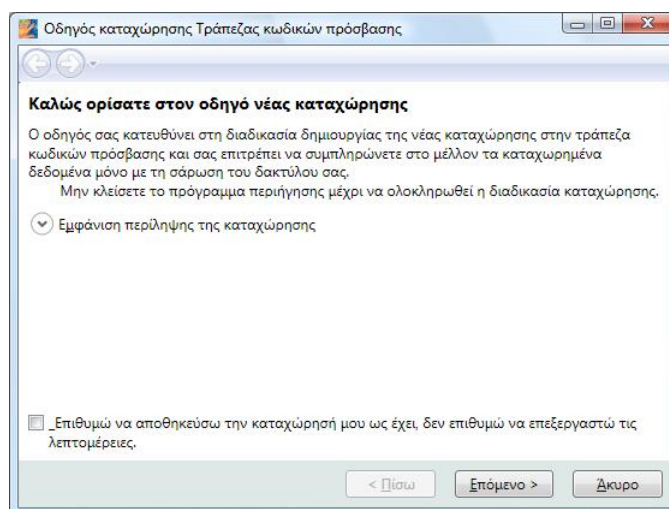 Οδηγός καταχώρησης Τράπεζας κωδικών πρόσβασης
Καλώς ορίσατε στον οδηγό νέας καταχώρησης
Ο οδηγός σας κατευθύνει στη διαδικασία δημιουργίας της νέας καταχώρησης στην τράπεζα
κωδικών πρόσβασης και σας επιτρέπει να συμπληρώνετε στο μέλλον τα καταχωρημένα
δεδομένα μόνο με τη σάρωση του δακτύλου σας.
Μην κλείσετε το πρόγραμμα περιήγησης μέχρι να ολοκληρωθεί η διαδικασία καταχώρησης.
Εμφάνιση περίληψης της καταχώρησης
_Επιθυμώ να αποθηκεύσω την καταχώρησή μου ως έχει, δεν επιθυμώ να επεξεργαστώ τις
λεπτομέρειες.
< Πίσω
Επόμενο >
Άκυρο